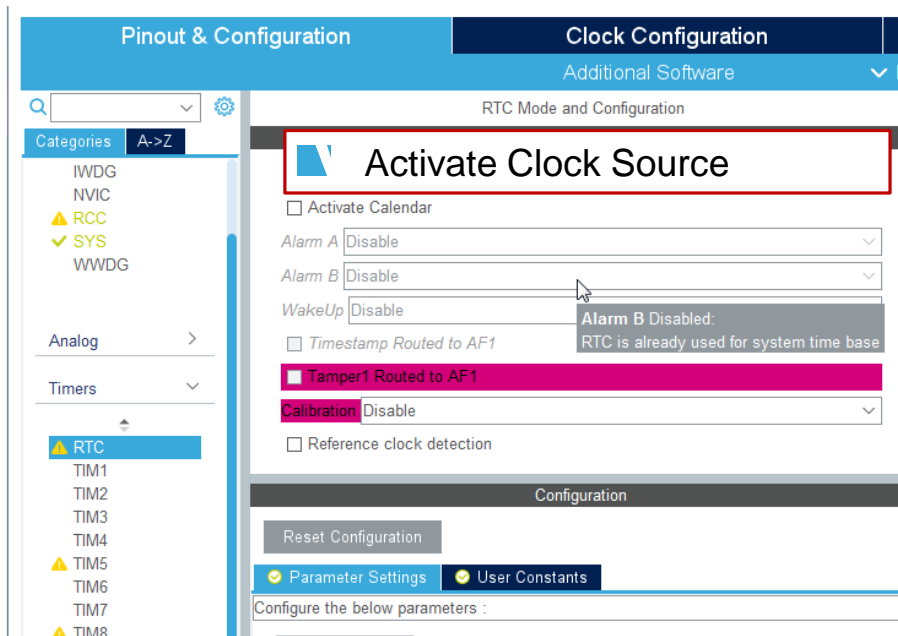 Pinout & Configuration
Clock Configuration
Additional Software
RTC Mode and Configuration
Categories
A->Z
Activate Clock Source
IWDG
NVIC
RCC
SYS
WWDG
Activate Calendar
Alarm A Disable
Alarm B Disable
WakeUp Disable
Alarm B Disabled:
RTC is already used for system time base
Timestamp Routed to AF1
Tamper1 Routed to AF1
Calibration Disable
Reference clock detection
Analog
Timers
RTC
TIM1
TIM2
TIM3
TIM4
TIM5
TIM6
TIM7
TIM8
Configuration
Reset Configuration
Parameter Settings
User Constants
Configure the below parameters :